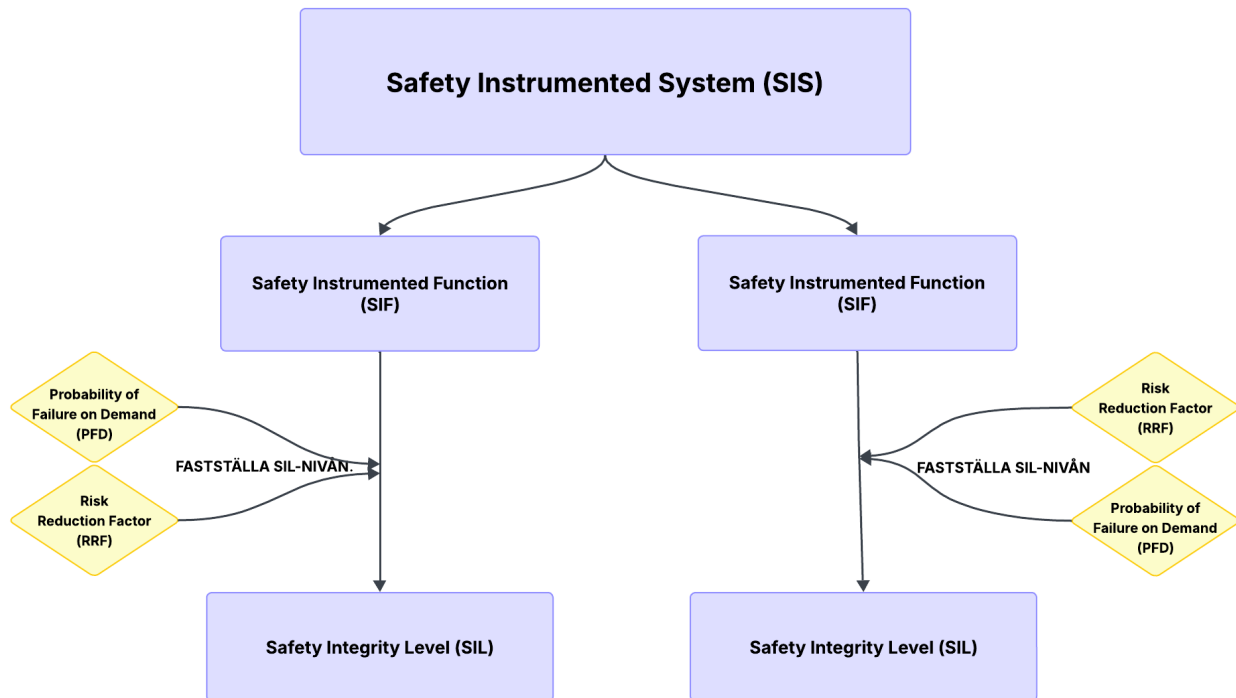 Safety Instrumented System (SIS)
Safety Instrumented Function
(SIF)
Safety Instrumented Function
(SIF)
Probability of
Failure on Demand
(PFD)
Risk
Reduction Factor
(RRF)
FASTSTÄLLA SIL-NIVÅN.
FASTSTÄLLA SIL-NIVÅN
Risk
Reduction Factor
(RRF)
Probability of
Failure on Demand
(PFD)
Safety Integrity Level (SIL)
Safety Integrity Level (SIL)